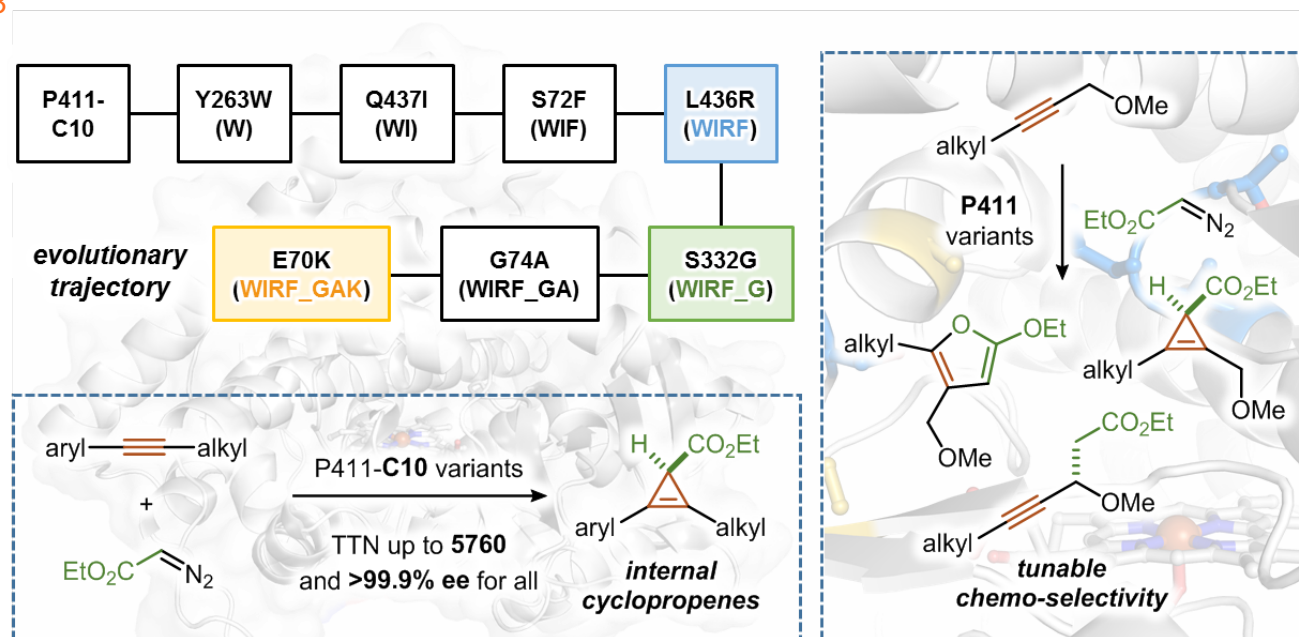 P411-
C10
Y263W
(WI)
Q437I
(WI)
S72F
(WIF)
L436R
(WIRF)
evolutionary
trajectory
E70K
(WIRF_GAK)
G74A
(WIRF_GA)
S332G
(WIRF_G)
aryl
alkyl
+
EtO₂C
N₂
P411-C10 variants
TTN up to 5760
and >99.9% ee for all
H
CO₂Et
aryl
alkyl
internal
cyclopropenes
OMe
alkyl
P411
variants
EtO₂C
N₂
alkyl
O
OEt
OMe
H
CO₂Et
alkyl
OMe
CO₂Et
OMe
alkyl
tunable
chemo-selectivity